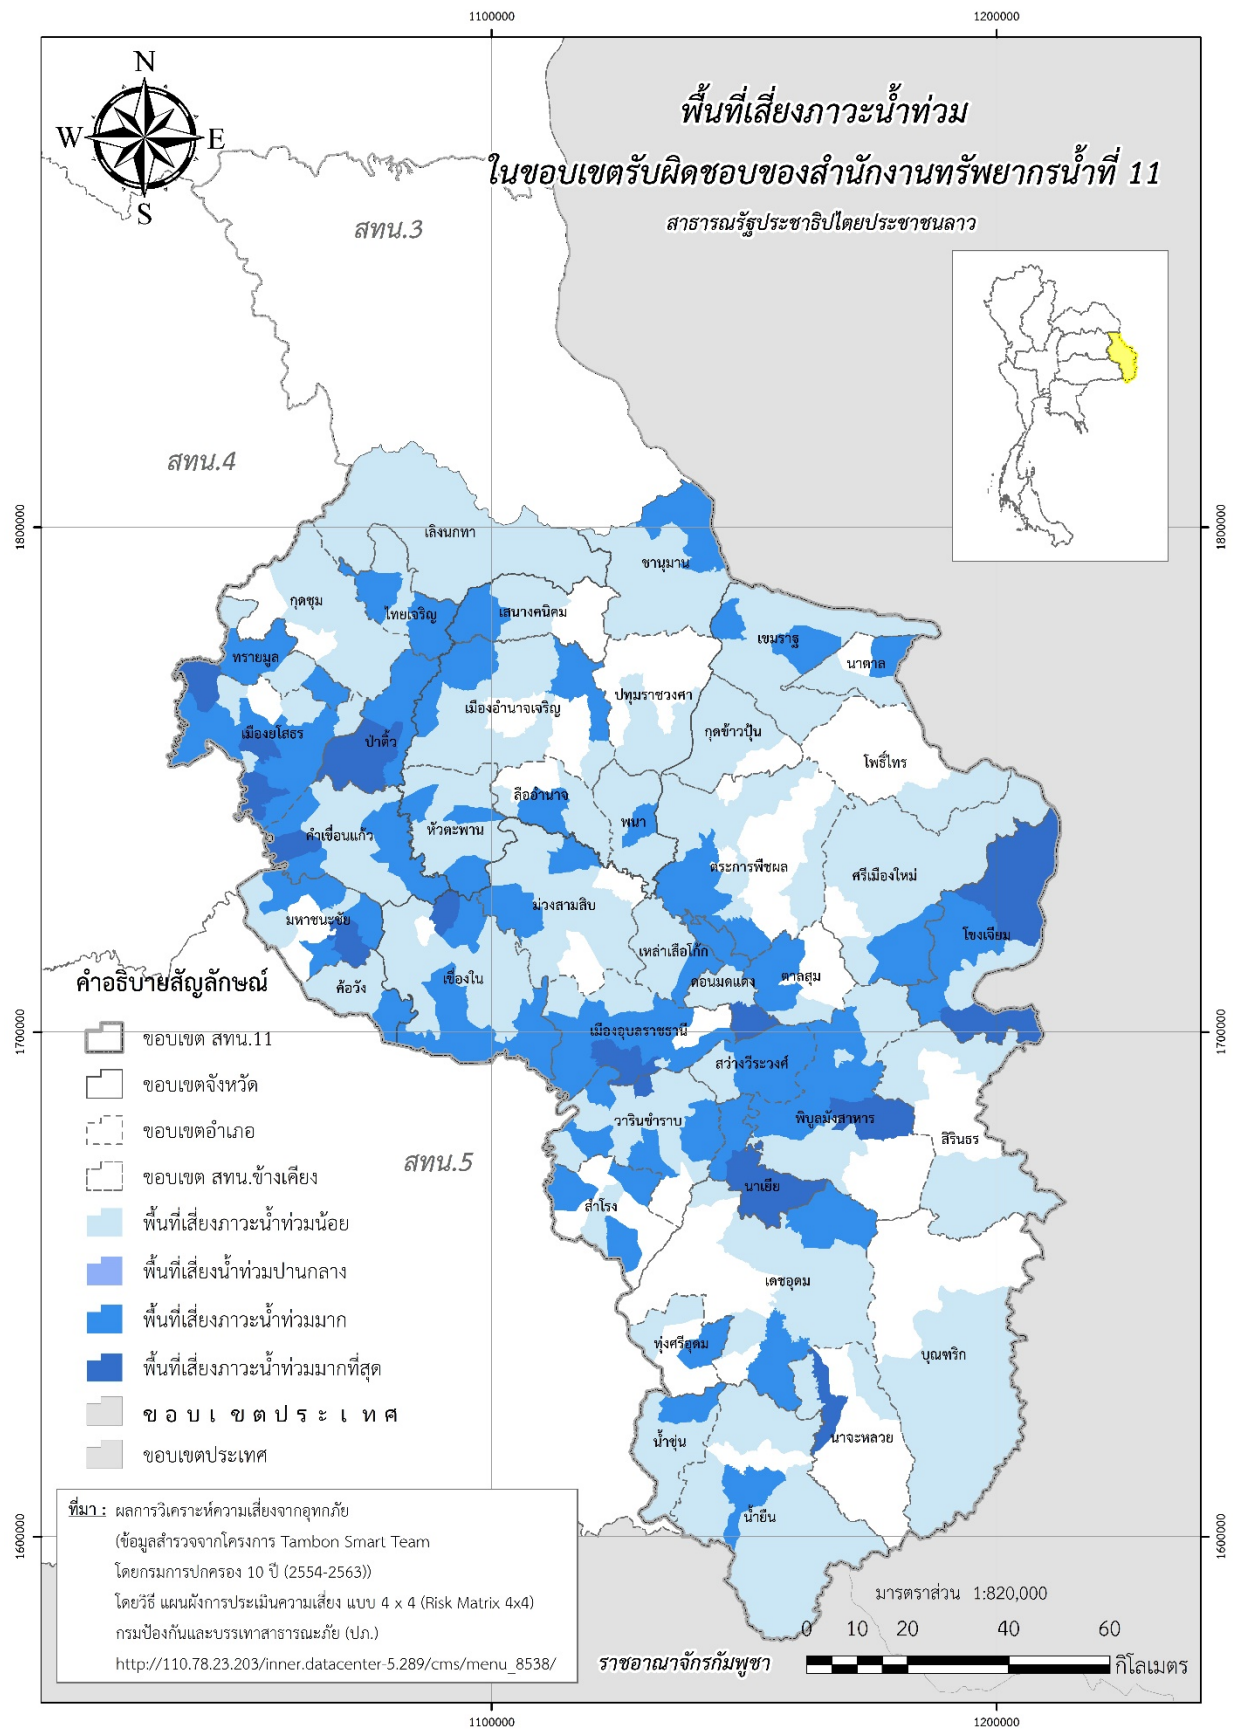 1100000
1200000
N
W
E
S
พื้นที่เสี่ยงภาวะน้ำท่วม
ในขอบเขตรับผิดชอบของสำนักงานทรัพยากรน้ำที่ 11
สาธารณรัฐประชาธิปไตยประชาชนลาว
สทน.3
สทน.4
สทน.5
1800000
1800000
1700000
1700000
1600000
1600000
เลิงนกทา
ชานุมาน
กุดชุม
ไทยเจริญ
เสนางคนิคม
เขมราฐ
ทรายมูล
นาตาล
ปทุมราชวงศา
เมืองอำนาจเจริญ
เมืองยโสธร
ป่าติ้ว
กุดข้าวปุ้น
โพธิ์ไทร
ลืออำนาจ
พนา
คำเขื่อนแก้ว
หัวตะพาน
ตระการพืชผล
ศรีเมืองใหม่
ม่วงสามสิบ
มหาชนะชัย
โขงเจียม
เหล่าเสือโก้ก
ค้อวัง
เขื่องใน
ดอนมดแดง
ตาลสุม
เมืองอุบลราชธานี
สว่างวีระวงศ์
วารินชำราบ
พิบูลมังสาหาร
สิรินธร
นาเยีย
สำโรง
เดชอุดม
ทุ่งศรีอุดม
บุณฑริก
น้ำขุ่น
นาจะหลวย
น้ำยืน
คำอธิบายสัญลักษณ์
ขอบเขต สทน.11
ขอบเขตจังหวัด
ขอบเขตอำเภอ
ขอบเขต สทน.ข้างเคียง
พื้นที่เสี่ยงภาวะน้ำท่วมน้อย
พื้นที่เสี่ยงน้ำท่วมปานกลาง
พื้นที่เสี่ยงภาวะน้ำท่วมมาก
พื้นที่เสี่ยงภาวะน้ำท่วมมากที่สุด
ข อ บ เ ข ต ป ร ะ เ ท ศ
ขอบเขตประเทศ
ที่มา : ผลการวิเคราะห์ความเสี่ยงจากอุทกภัย
(ข้อมูลสำรวจจากโครงการ Tambon Smart Team
โดยกรมการปกครอง 10 ปี (2554-2563))
โดยวิธี แผนผังการประเมินความเสี่ยง แบบ 4 x 4 (Risk Matrix 4x4)
กรมป้องกันและบรรเทาสาธารณะภัย (ปภ.)
http://110.78.23.203/inner.datacenter-5.289/cms/menu_8538/
ราชอาณาจักรกัมพูชา
มาตราส่วน 1:820,000
0 10 20 40 60
กิโลเมตร
1100000
1200000